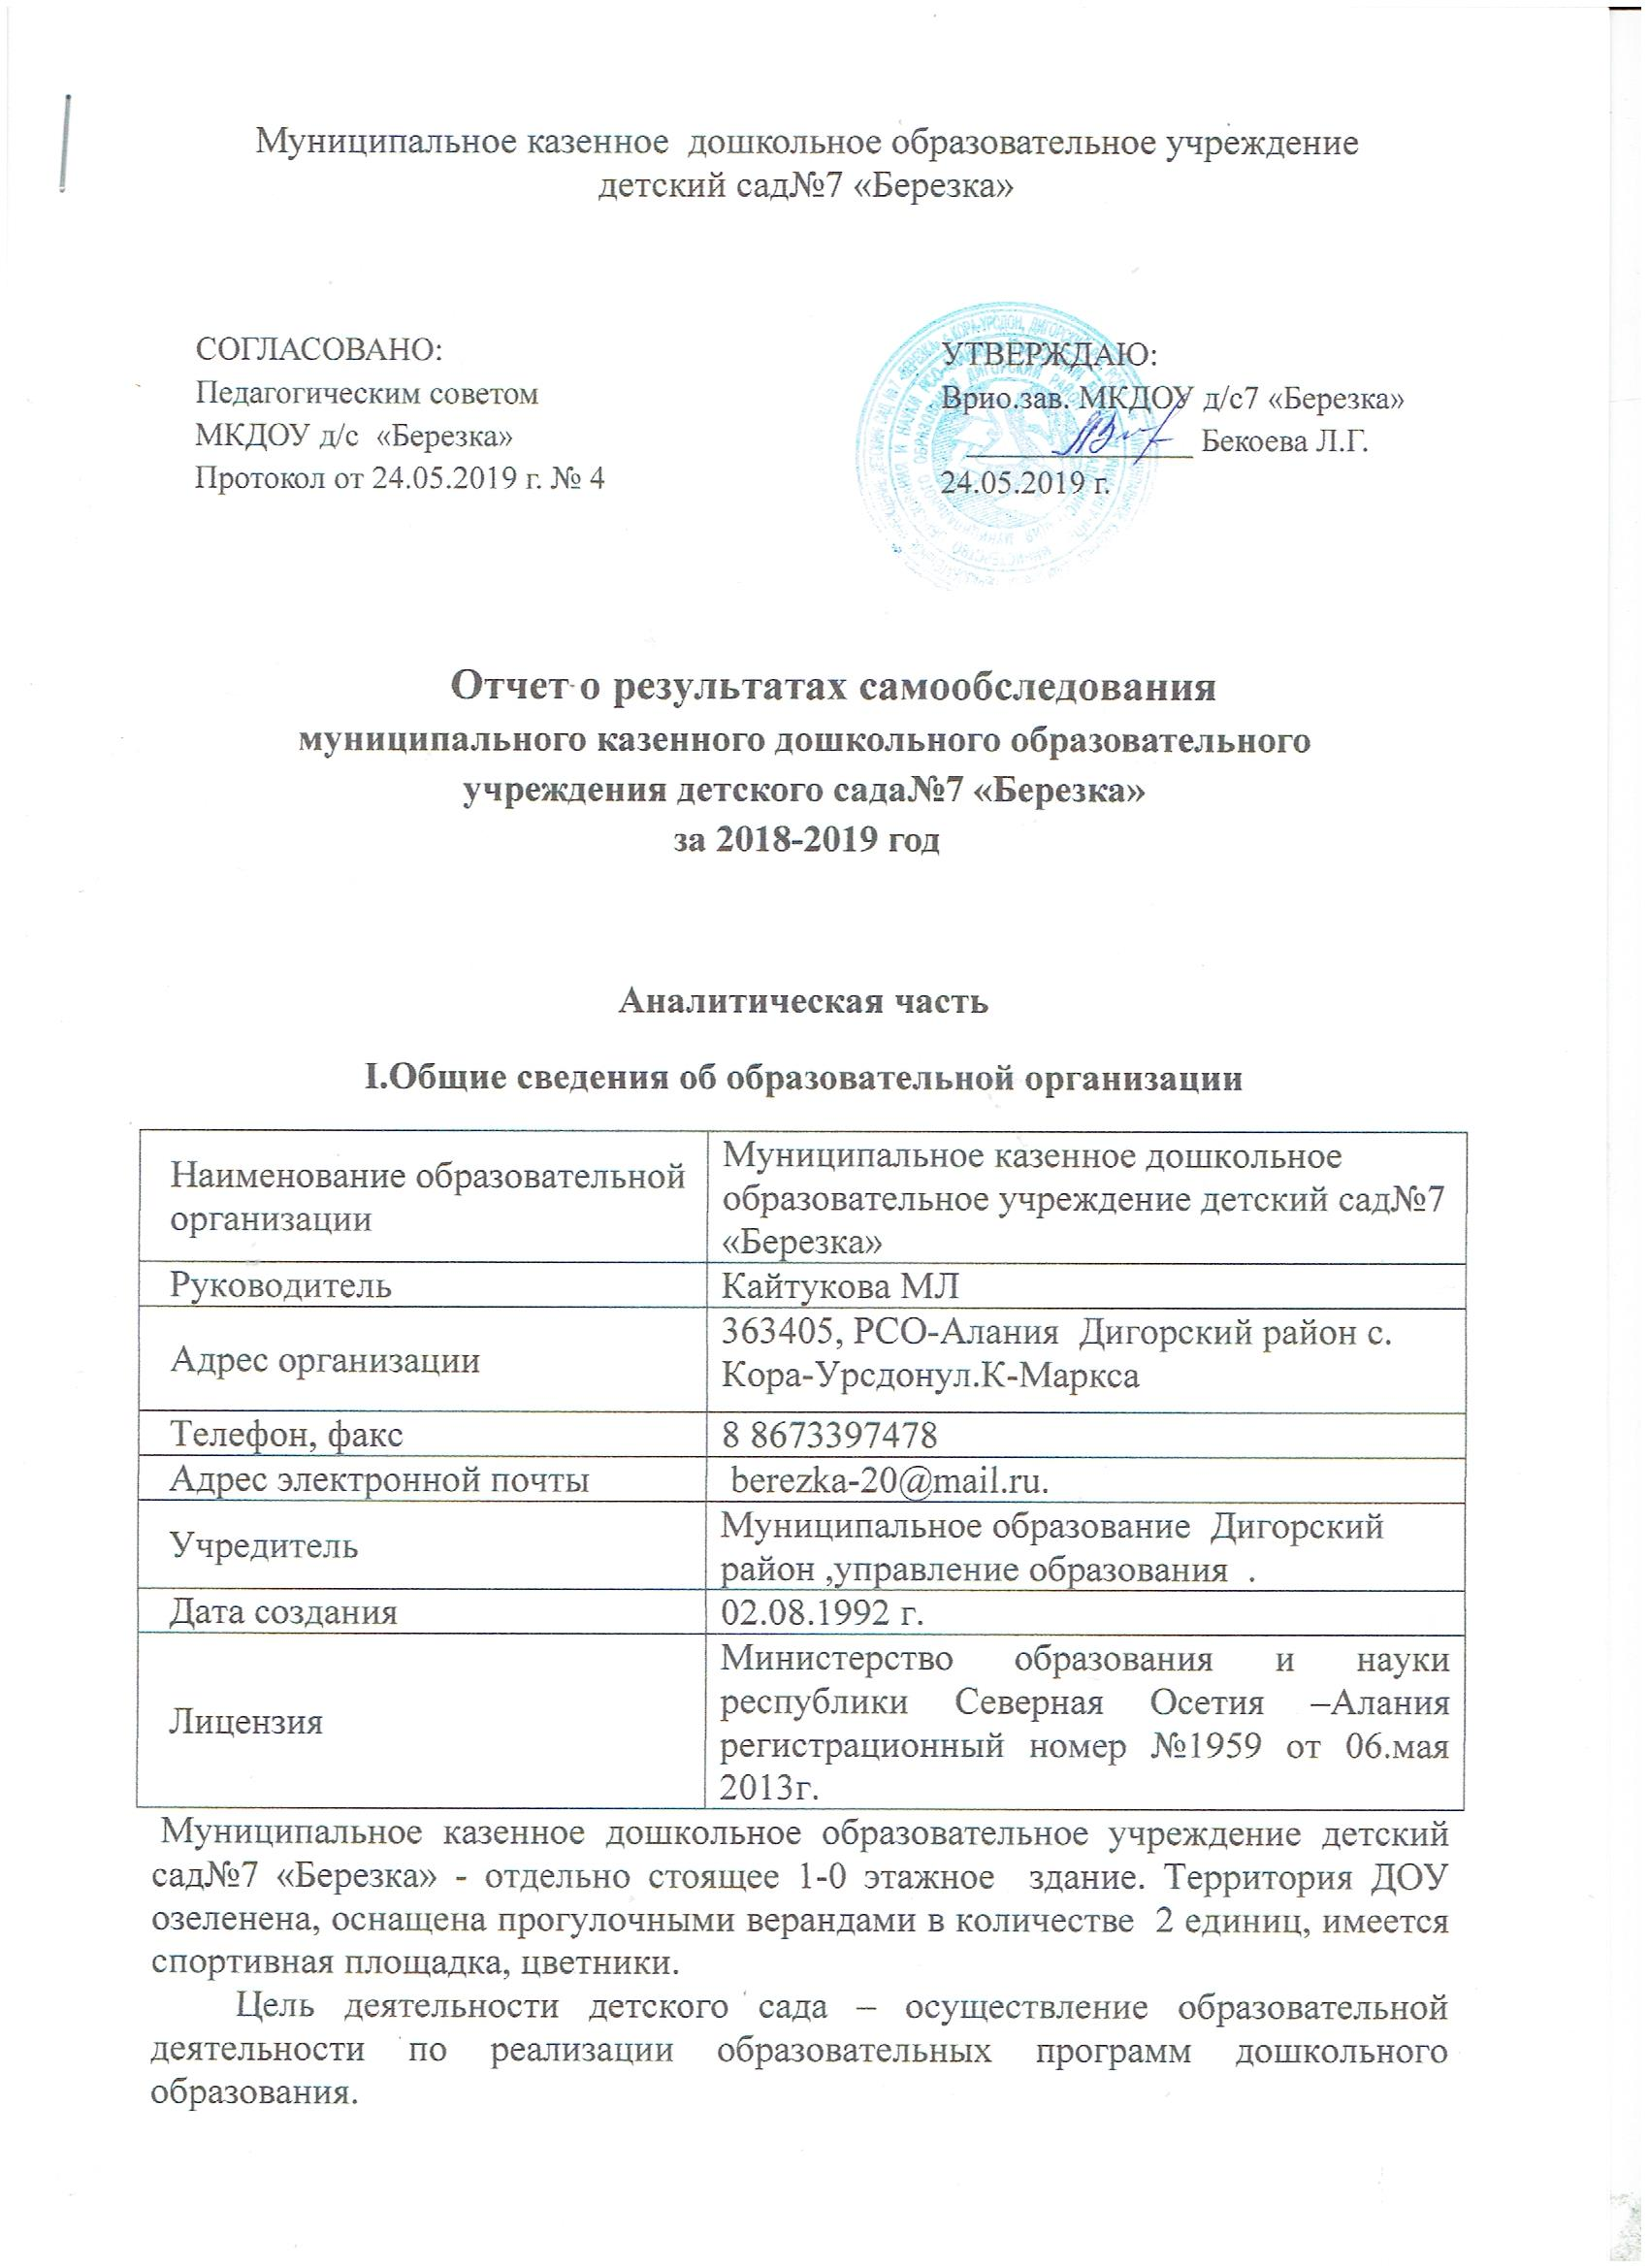 Муниципальное казенное  дошкольное образовательное учреждение
детский сад№7 «Березка»
СОГЛАСОВАНО:
Педагогическим советом
МКДОУ д/с  «Березка»
Протокол от 24.05.2019 г. № 4
УТВЕРЖДАЮ:
Врио.зав. МКДОУ д/с7 «Березка»
______________ Бекоева Л.Г.
24.05.2019 г.
Отчет о результатах самообследования
муниципального казенного дошкольного образовательного
учреждения детского сада№7 «Березка»
за 2018-2019 год
Аналитическая часть
I.Общие сведения об образовательной организации
Наименование образовательной
организации
Муниципальное казенное дошкольное
образовательное учреждение детский сад№7
«Березка»
Руководитель
Кайтукова МЛ
Адрес организации
363405, РСО-Алания  Дигорский район с.
Кора-Урсдонул.К-Маркса
Телефон, факс
8 8673397478
Адрес электронной почты
berezka-20@mail.ru.
Учредитель
Муниципальное образование  Дигорский
район ,управление образования  .
Дата создания
02.08.1992 г.
Лицензия
Министерство образования и науки
республики Северная Осетия –Алания
регистрационный номер №1959 от 06.мая
2013г.
Муниципальное казенное дошкольное образовательное учреждение детский
сад№7 «Березка» - отдельно стоящее 1-0 этажное  здание. Территория ДОУ
озеленена, оснащена прогулочными верандами в количестве  2 единиц, имеется
спортивная площадка, цветники.
Цель деятельности детского сада – осуществление образовательной
деятельности по реализации образовательных программ дошкольного
образования.